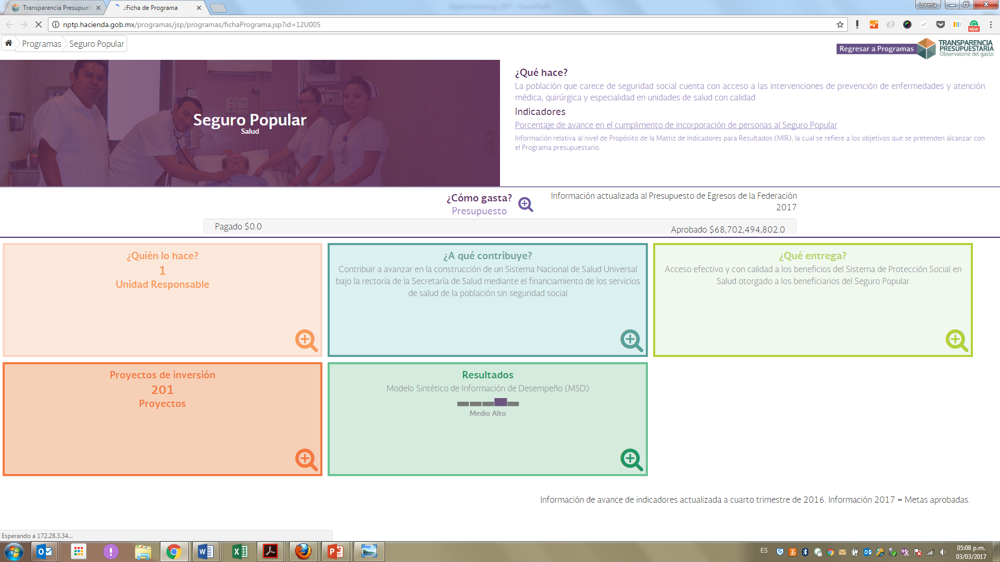 Transparencia Presupues
.:Ficha de Programa
Lorena
nptp.hacienda.gob.mx/programas/jsp/programas/fichaPrograma.jsp?id=12U005
NEW
Programas
Seguro Popular
Regresar a Programas
TRANSPARENCIA
PRESUPUESTARIA
Observatorio del gasto
Seguro Popular
Salud
¿Qué hace?
La población que carece de seguridad social cuenta con acceso a las intervenciones de prevención de enfermedades y atención
médica, quirúrgica y especialidad en unidades de salud con calidad
Indicadores
Porcentaje de avance en el cumplimento de incorporación de personas al Seguro Popular
Información relativa al nivel de Propósito de la Matriz de Indicadores para Resultados (MIR), la cual se refiere a los objetivos que se pretenden alcanzar con
el Programa presupuestario.
¿Cómo gasta?
Presupuesto
Información actualizada al Presupuesto de Egresos de la Federación
2017
Pagado $0.0
Aprobado $68,702,494,802.0
¿Quién lo hace?
1
Unidad Responsable
¿A qué contribuye?
Contribuir a avanzar en la construcción de un Sistema Nacional de Salud Universal
bajo la rectoría de la Secretaría de Salud mediante el financiamiento de los servicios
de salud de la población sin seguridad social
¿Qué entrega?
Acceso efectivo y con calidad a los beneficios del Sistema de Protección Social en
Salud otorgado a los beneficiarios del Seguro Popular
Proyectos de inversión
201
Proyectos
Resultados
Modelo Sintético de Información de Desempeño (MSD)
Medio Alto
Información de avance de indicadores actualizada a cuarto trimestre de 2016. Información 2017 = Metas aprobadas.
Esperando a 172.28.3.34...
ES
05:08 p.m.
03/03/2017